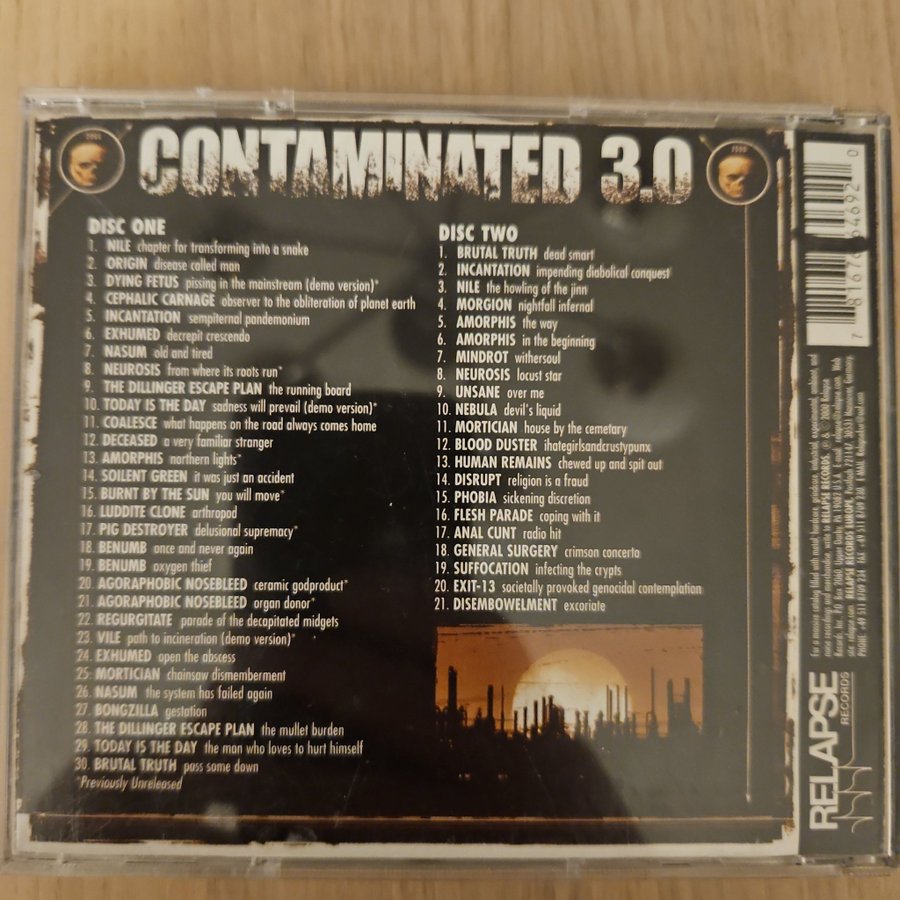 CONTAMINATED 3.0
DISC ONE
1. NILE chapter for transforming into a snake
2. ORIGIN disease called man
3. DYING FETUS pissing in the mainstream (demo version)*
4. CEPHALIC CARNAGE observer to the obliteration of planet earth
5. INCANTATION sempiternal pandemonium
6. EXHUMED decrepit crescendo
7. NASUM old and tired
8. NEUROSIS from where its roots run*
9. THE DILLINGER ESCAPE PLAN the running board
10. TODAY IS THE DAY sadness will prevail (demo version)*
11. COALESCE what happens on the road always comes home
12. DECEASED a very familiar stranger
13. AMORPHIS northern lights*
14. SOILENT GREEN it was just an accident
15. BURNT BY THE SUN you will move*
16. LUDDITE CLONE arthropod
17. PIG DESTROYER delusional supremacy*
18. BENUMB once and never again
19. BENUMB oxygen thief
20. AGORAPHOBIC NOSEBLEED ceramic godproduct*
21. AGORAPHOBIC NOSEBLEED organ donor*
22. REGURGITATE parade of the decapitated midgets
23. VILE path to incineration (demo version)*
24. EXHUMED open the abscess
25. MORTICIAN chainsaw dismemberment
26. NASUM the system has failed again
27. BONGZILLA gestation
28. THE DILLINGER ESCAPE PLAN the mullet burden
29. TODAY IS THE DAY the man who loves to hurt himself
30. BRUTAL TRUTH pass some down
*Previously Unreleased
DISC TWO
1. BRUTAL TRUTH dead smart
2. INCANTATION impending diabolical conquest
3. NILE the howling of the jinn
4. MORGION nightfall infernal
5. AMORPHIS the way
6. AMORPHIS in the beginning
7. MINDROT withersoul
8. NEUROSIS locust star
9. UNSANE over me
10. NEBULA devil's liquid
11. MORTICIAN house by the cemetary
12. BLOOD DUSTER ihategirlsandcrustypunx
13. HUMAN REMAINS chewed up and spit out
14. DISRUPT religion is a fraud
15. PHOBIA sickening discretion
16. FLESH PARADE coping with it
17. ANAL CUNT radio hit
18. GENERAL SURGERY crimson concerto
19. SUFFOCATION infecting the crypts
20. EXIT-13 societally provoked genocidal contemplation
21. DISEMBOWELMENT excoriate
RELAPSE
RECORDS